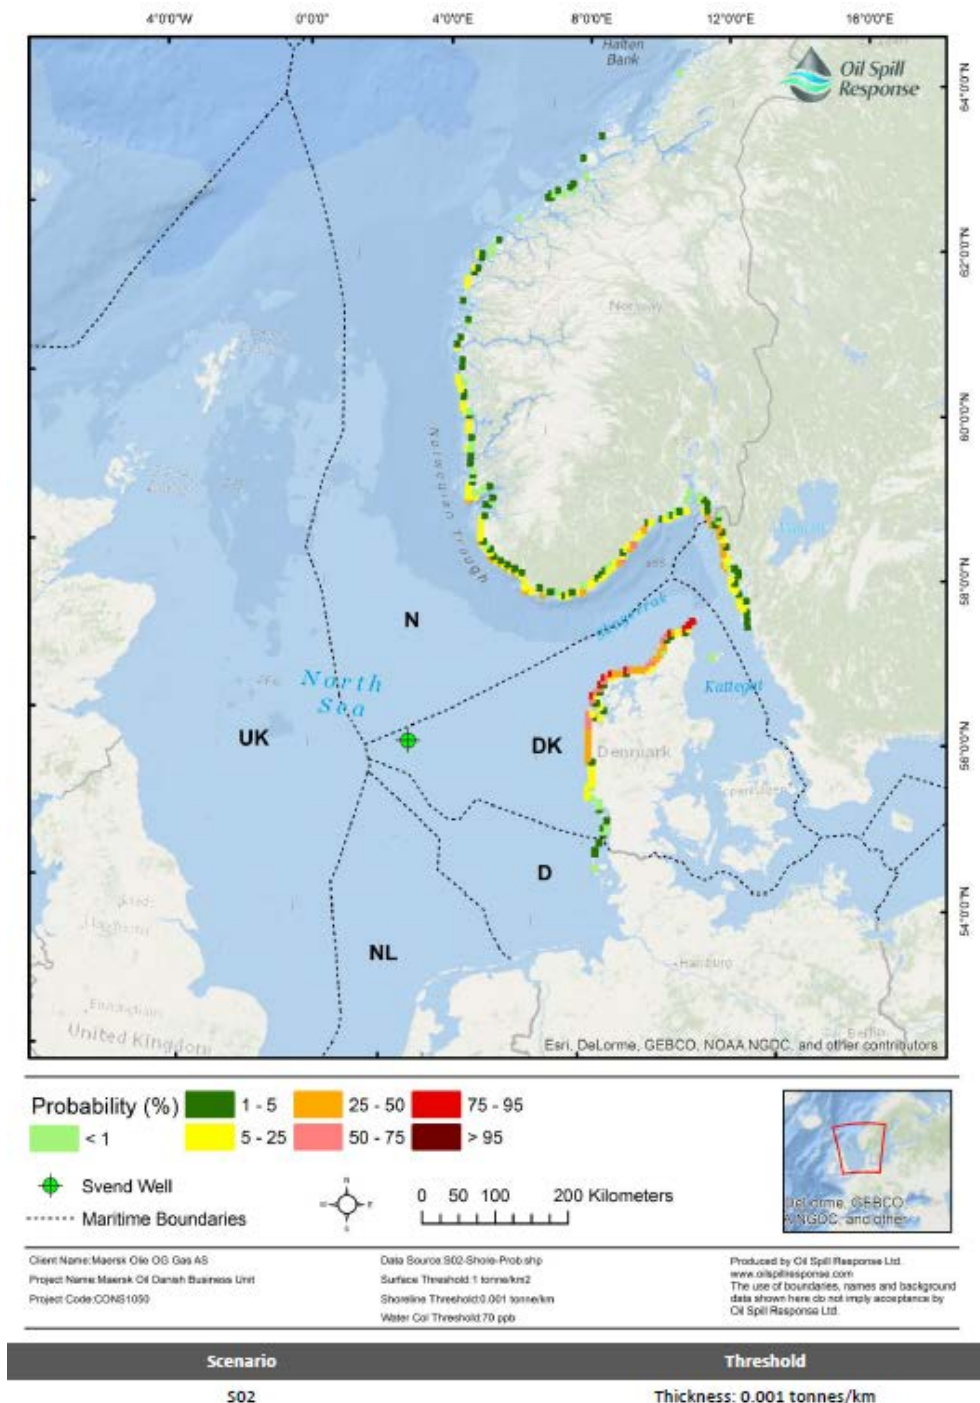 4°0'0"W 0°0'0" 4°0'0"E 8°0'0"E 12°0'0"E 16°0'0"E
Halten
Bank
Oil Spill
Response
64°0'0"N
62°0'0"N
Norway
60°0'0"N
Norwegian Trough
58°0'0"N
N
Skagerrak
North
Sea
Kattegat
UK
DK
Denmark
56°0'0"N
D
54°0'0"N
NL
Hamburg
United Kingdom
Berlin
Esri, DeLorme, GEBCO, NOAA NGDC, and other contributors
Probability (%) 1 - 5 25 - 50 75 - 95
< 1 5 - 25 50 - 75 > 95
Svend Well
Maritime Boundaries
0 50 100 200 Kilometers
DeLorme, GEBCO,
A NGDC, and other
Client Name:Maersk Olie OG Gas AS
Project Name:Maersk Oil Danish Business Unit
Project Code:CONS1050
Data Source:S02-Shore-Prob.shp
Surface Threshold:1 tonne/km2
Shoreline Threshold:0.001 tonne/km
Water Col Threshold:70 ppb
Produced by Oil Spill Response Ltd.
www.oilspillresponse.com
The use of boundaries, names and background
data shown here do not imply acceptance by
Oil Spill Response Ltd.
Scenario Threshold
S02 Thickness: 0.001 tonnes/km